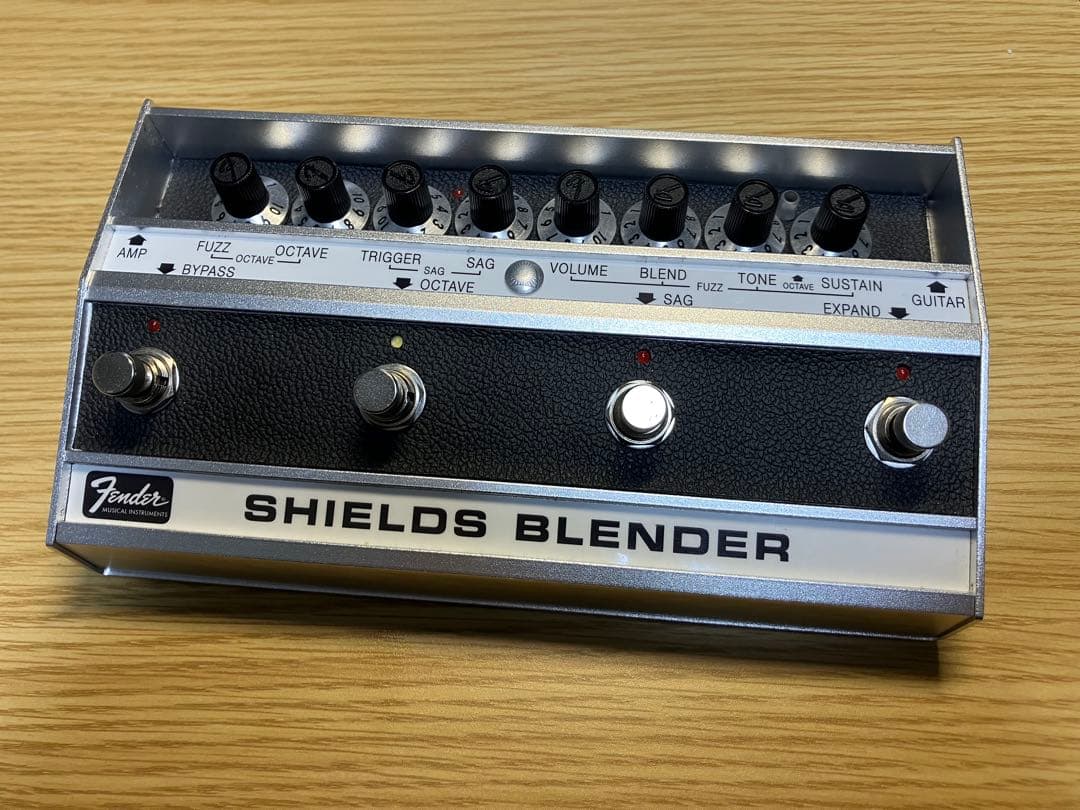 AMP
FUZZ
OCTAVE
OCTAVE
BYPASS
TRIGGER
SAG
SAG
OCTAVE
VOLUME
BLEND
FUZZ
TONE
OCTAVE
SUSTAIN
SAG
EXPAND
GUITAR
Fender
MUSICAL INSTRUMENTS
SHIELDS BLENDER